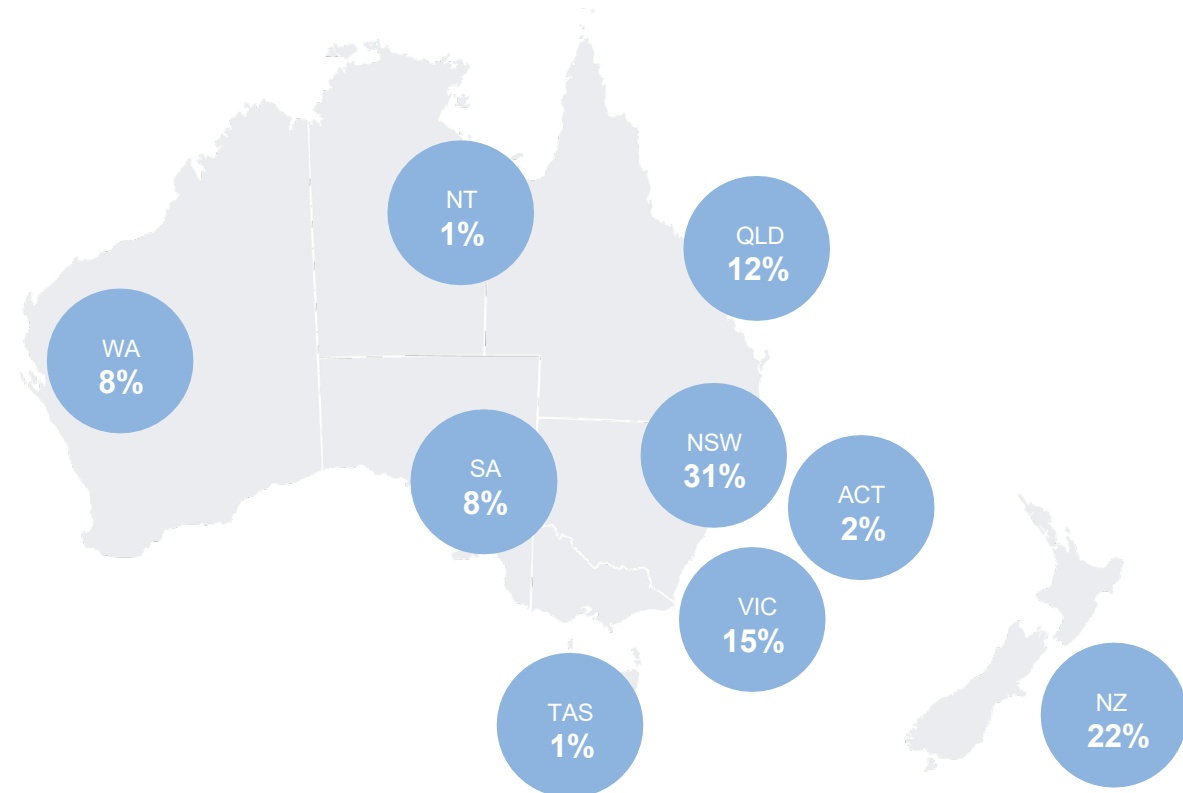 NT
1%
QLD
12%
WA
8%
NSW
31%
SA
8%
ACT
2%
VIC
15%
TAS
1%
NZ
22%